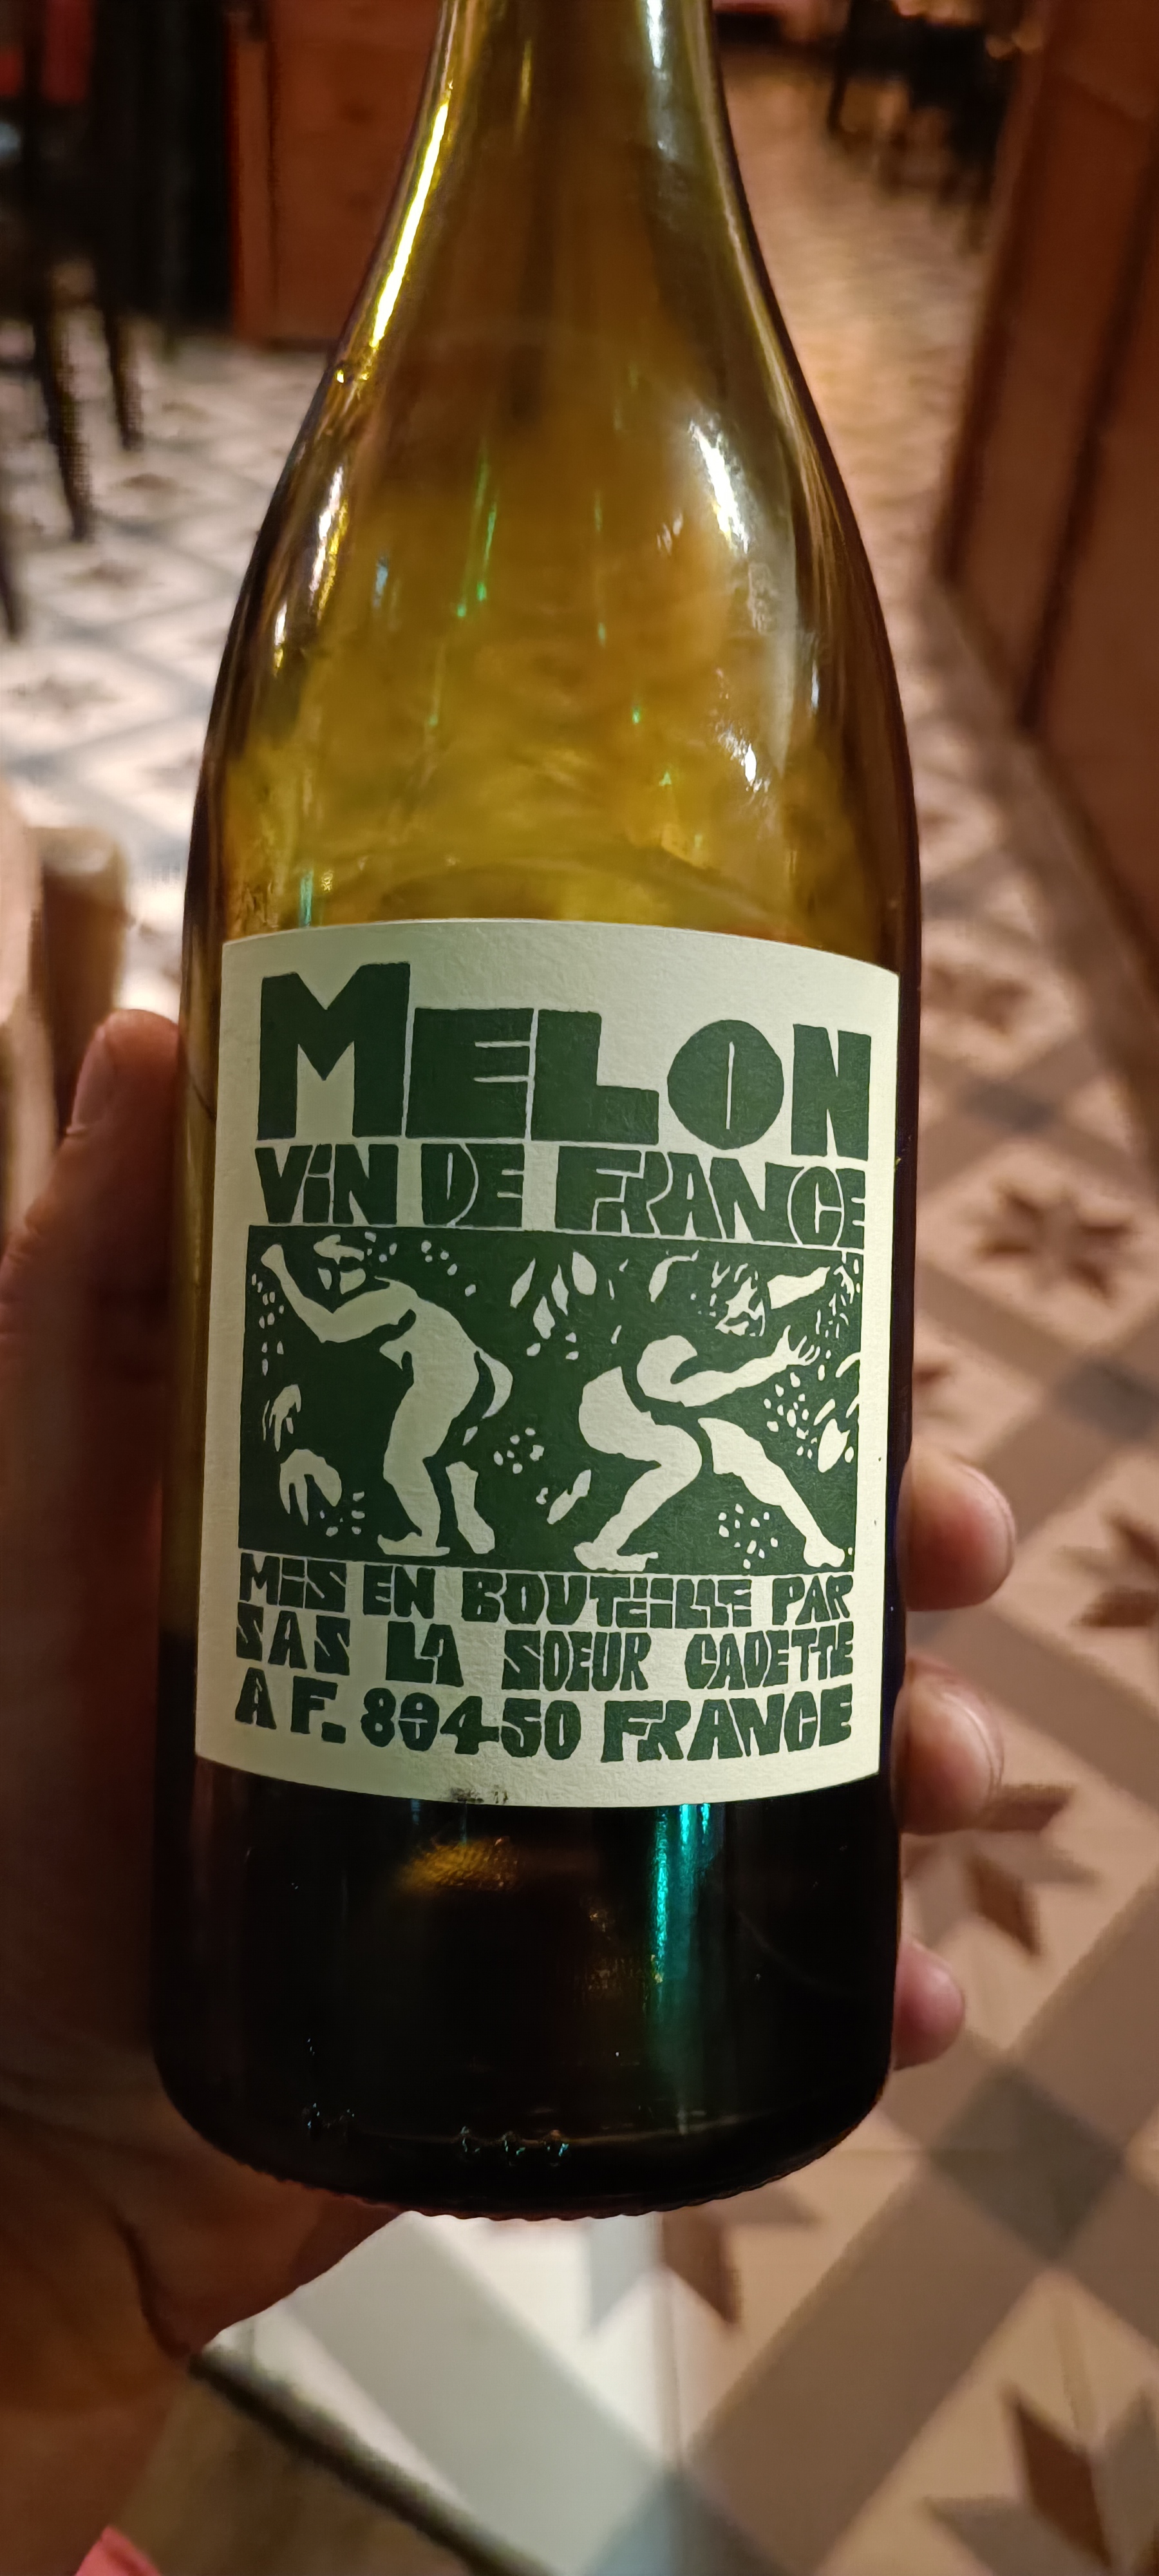 MELON
ViN DE FRANCE
MiS EN BOUTEiLLE PAR
SAS LA SOEUR CADETTE
A F. 89450 FRANCE